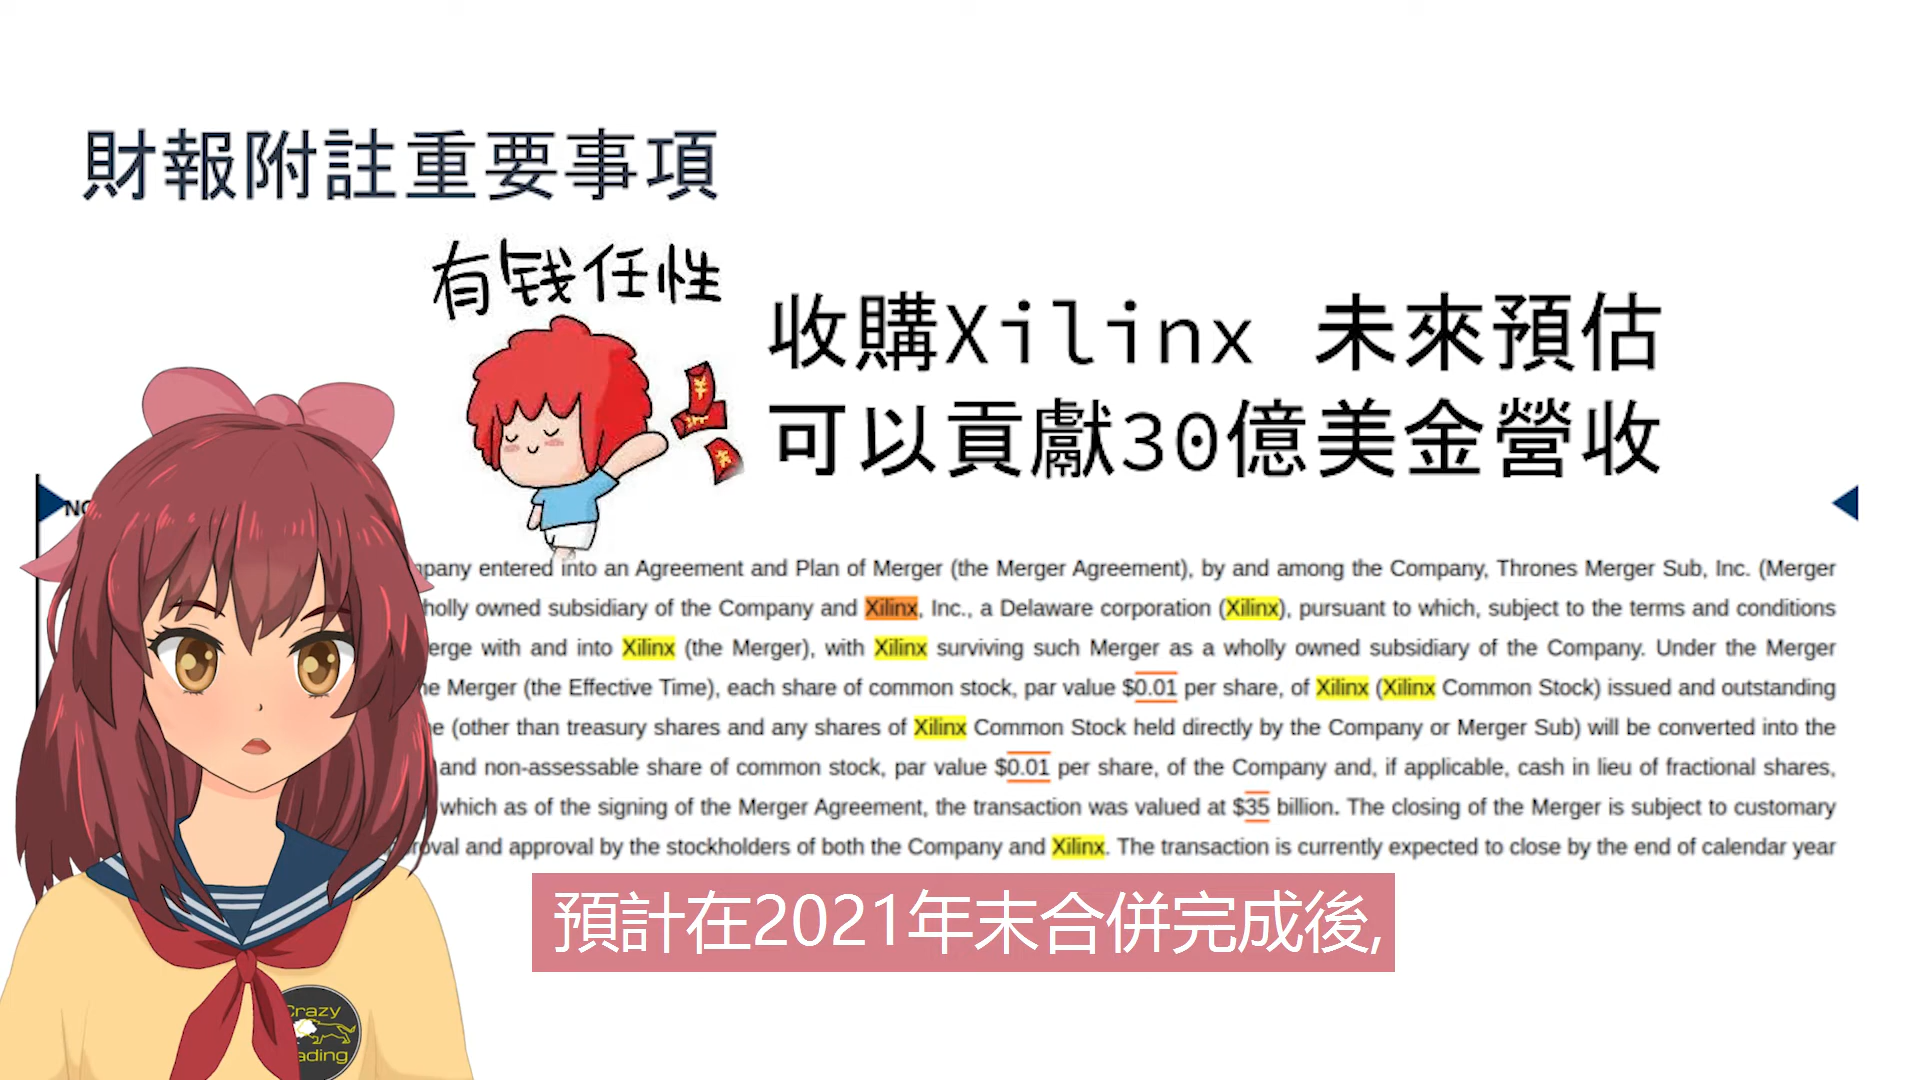 財報附註重要事項
有钱任性
收購Xilinx 未來預估
可以貢獻30億美金營收
entered into an Agreement and Plan of Merger (the Merger Agreement), by and among the Company, Thrones Merger Sub, Inc. (Merger
owned subsidiary of the Company and Xilinx, Inc., a Delaware corporation (Xilinx), pursuant to which, subject to the terms and conditions
with and into Xilinx (the Merger), with Xilinx surviving such Merger as a wholly owned subsidiary of the Company. Under the Merger
Merger (the Effective Time), each share of common stock, par value $0.01 per share, of Xilinx (Xilinx Common Stock) issued and outstanding
(other than treasury shares and any shares of Xilinx Common Stock held directly by the Company or Merger Sub) will be converted into the
and non-assessable share of common stock, par value $0.01 per share, of the Company and, if applicable, cash in lieu of fractional shares,
which as of the signing of the Merger Agreement, the transaction was valued at $35 billion. The closing of the Merger is subject to customary
and approval by the stockholders of both the Company and Xilinx. The transaction is currently expected to close by the end of calendar year
預計在2021年末合併完成後,
Crazy